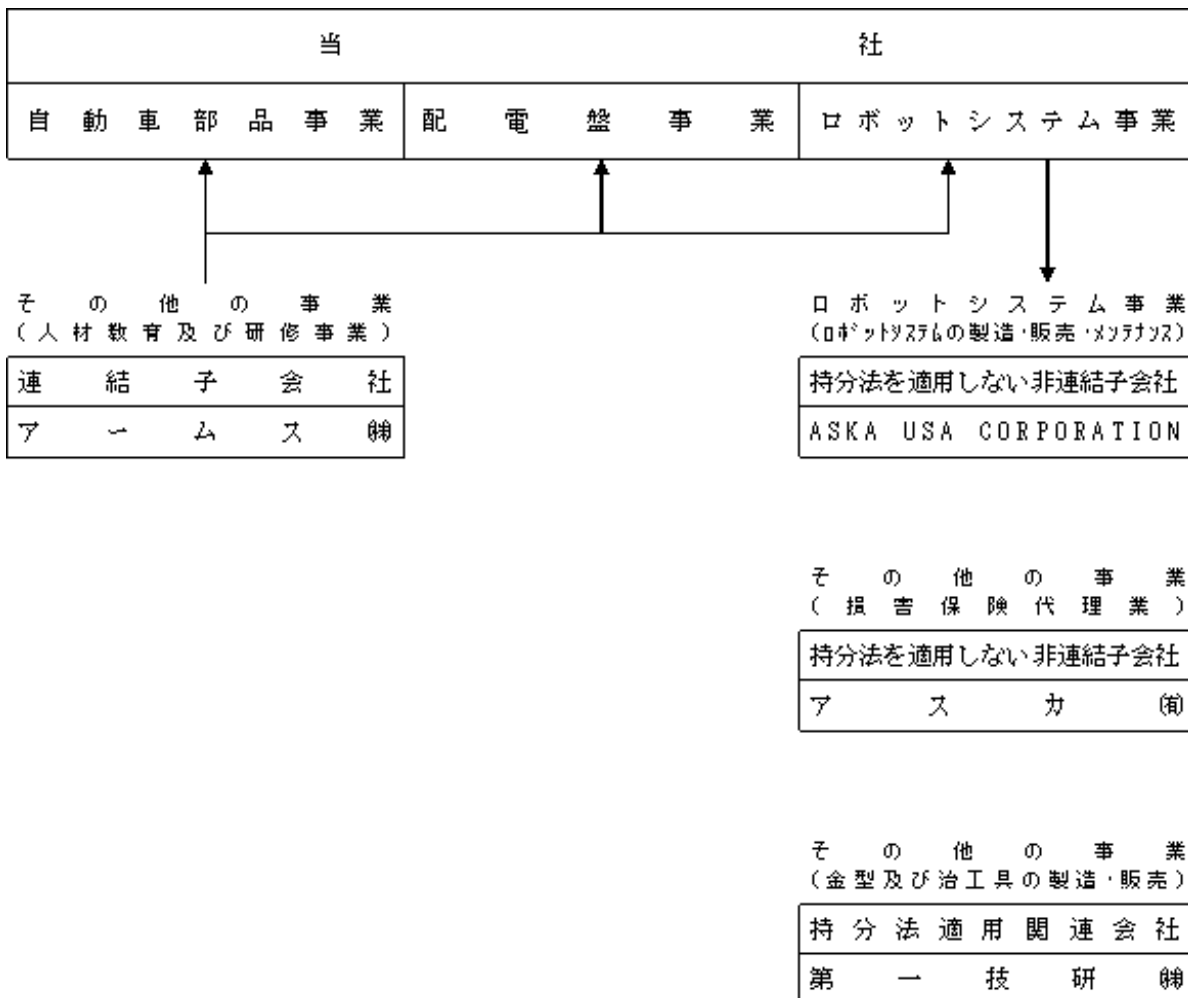 当社
自動車部品事業 配電盤事業 ロボットシステム事業
その他の事業
(人材教育及び研修事業)
連結子会社
アームス㈱
ロボットシステム事業
(ﾛﾎﾞｯﾄｼｽﾃﾑの製造・販売・ﾒﾝﾃﾅﾝｽ)
持分法を適用しない非連結子会社
ASKA USA CORPORATION
その他の事業
(損害保険代理業)
持分法を適用しない非連結子会社
アスカ㈲
その他の事業
(金型及び治工具の製造・販売)
持分法適用関連会社
第一技研㈱